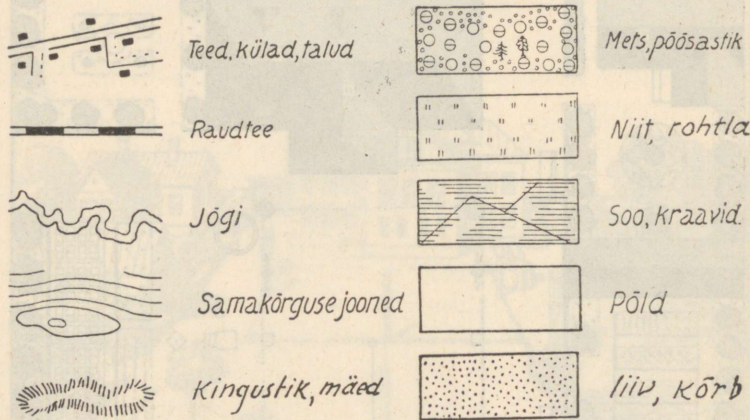 Teed, külad, talud
Raudtee
Jõgi
Samakõrguse jooned
Kingustik, mäed
Mets, põõsastik
Niit, rohtla
Soo, kraavid.
Põld
liiv, kõrb